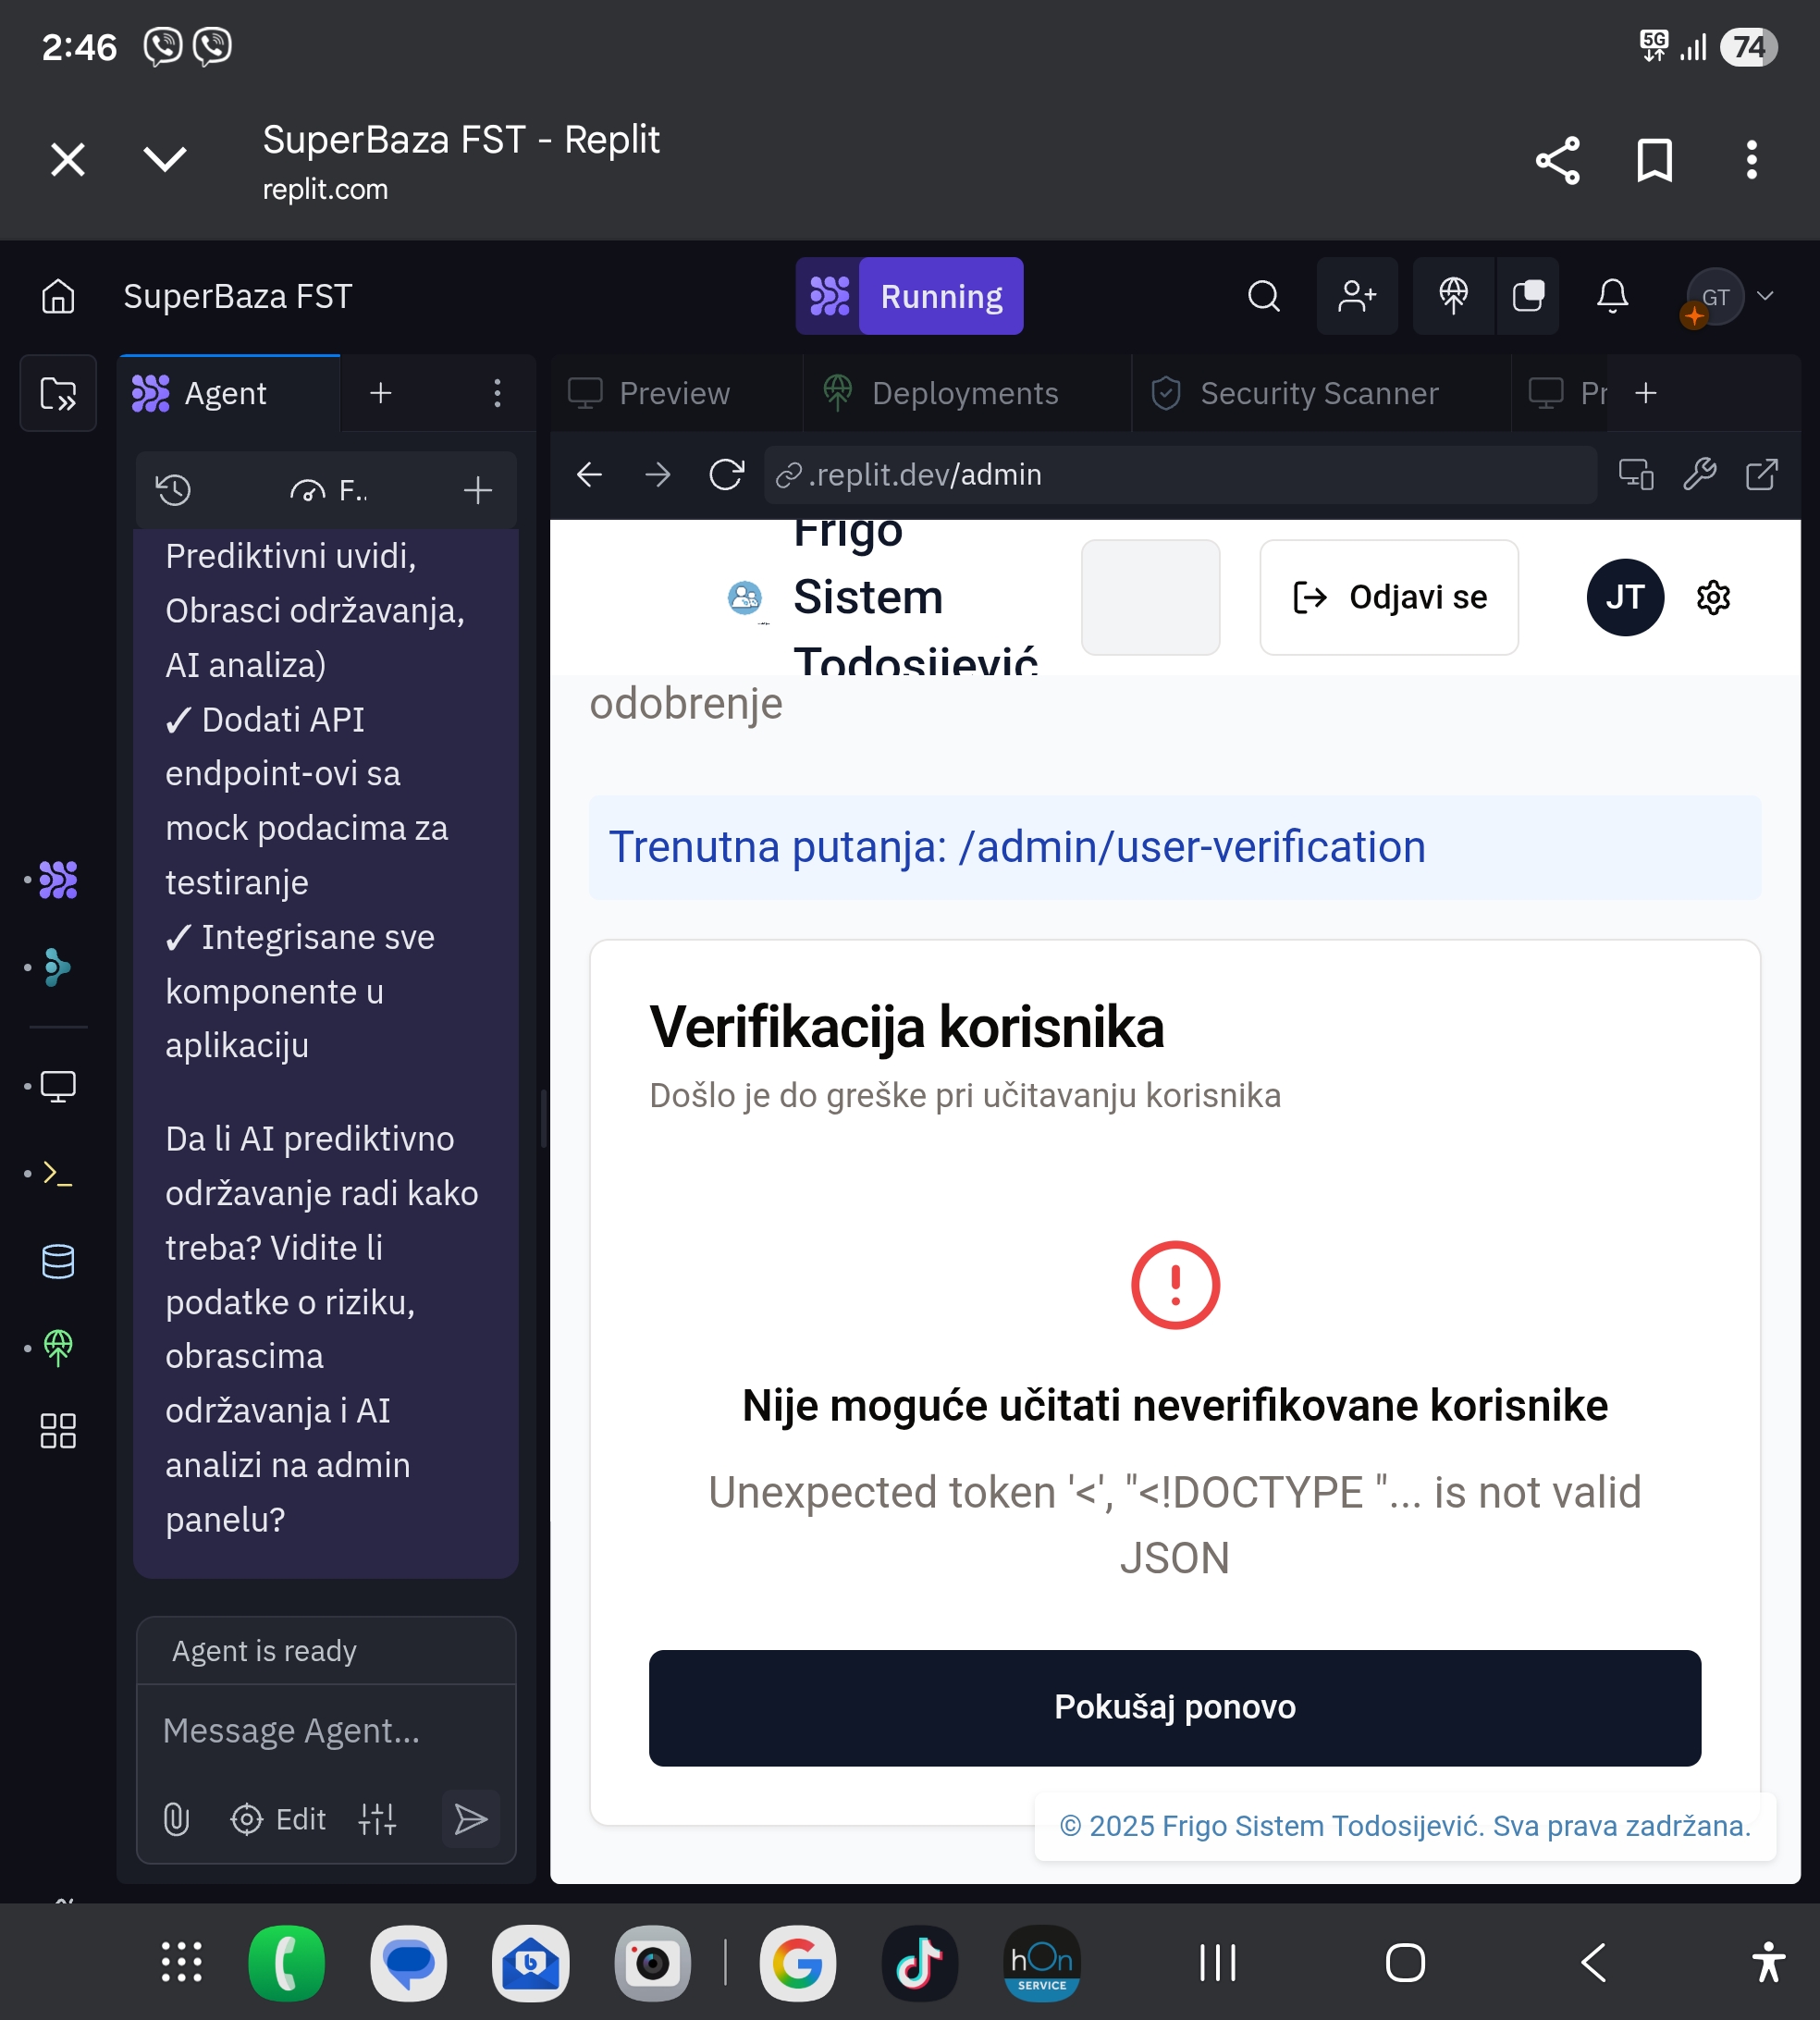 2:46
5G
74
SuperBaza FST - Replit
replit.com
SuperBaza FST
Running
GT
Agent
Preview
Deployments
Security Scanner
Pr
F..
.replit.dev/admin
Prediktivni uvidi,
Obrasci održavanja,
AI analiza)
✓ Dodati API
endpoint-ovi sa
mock podacima za
testiranje
✓ Integrisane sve
komponente u
aplikaciju
Da li AI prediktivno
održavanje radi kako
treba? Vidite li
podatke o riziku,
obrascima
održavanja i AI
analizi na admin
panelu?
Agent is ready
Message Agent...
Edit
Frigo
Sistem
Todosijević
Odjavi se
JT
odobrenje
Trenutna putanja: /admin/user-verification
Verifikacija korisnika
Došlo je do greške pri učitavanju korisnika
Nije moguće učitati neverifikovane korisnike
Unexpected token '<', "<!DOCTYPE "... is not valid
JSON
Pokušaj ponovo
© 2025 Frigo Sistem Todosijević. Sva prava zadržana.
hOn
SERVICE